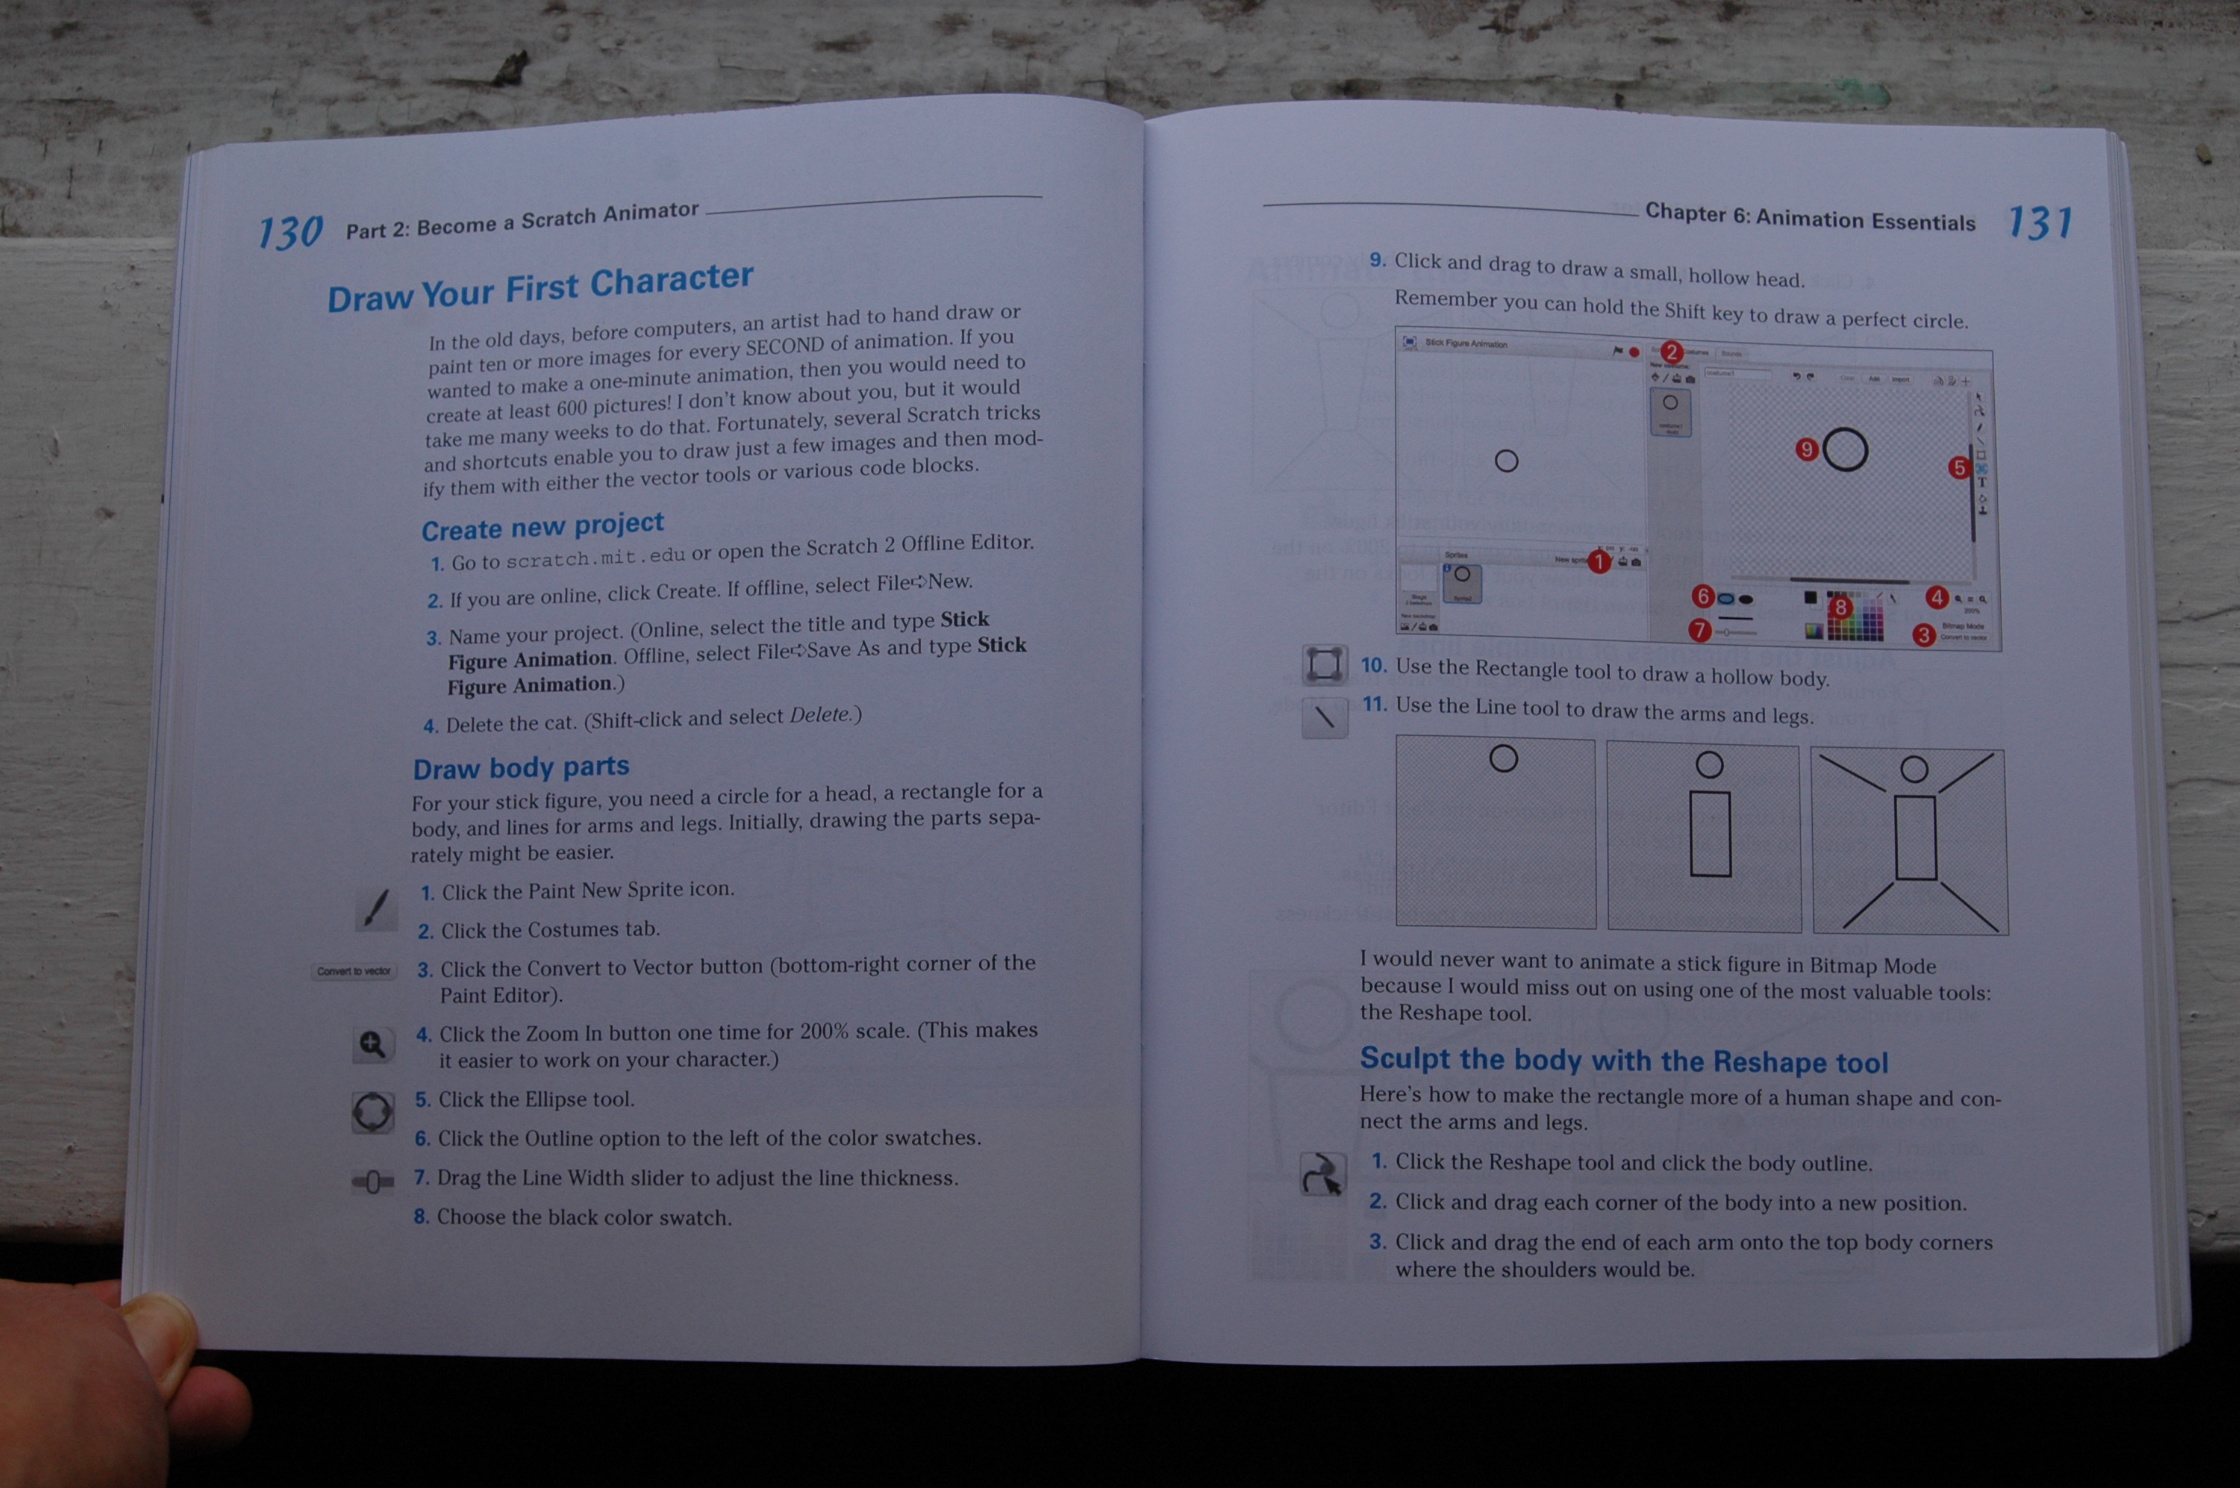 130 Part 2: Become a Scratch Animator
Draw Your First Character
In the old days, before computers, an artist had to hand draw or
paint ten or more images for every SECOND of animation. If you
wanted to make a one-minute animation, then you would need to
create at least 600 pictures! I don't know about you, but it would
take me many weeks to do that. Fortunately, several Scratch tricks
and shortcuts enable you to draw just a few images and then mod-
ify them with either the vector tools or various code blocks.
Create new project
1. Go to scratch.mit.edu or open the Scratch 2 Offline Editor.
2. If you are online, click Create. If offline, select File➪New.
3. Name your project. (Online, select the title and type Stick
Figure Animation. Offline, select File➪Save As and type Stick
Figure Animation.)
4. Delete the cat. (Shift-click and select Delete.)
Draw body parts
For your stick figure, you need a circle for a head, a rectangle for a
body, and lines for arms and legs. Initially, drawing the parts sepa-
rately might be easier.
1. Click the Paint New Sprite icon.
2. Click the Costumes tab.
Convert to vector
3. Click the Convert to Vector button (bottom-right corner of the
Paint Editor).
4. Click the Zoom In button one time for 200% scale. (This makes
it easier to work on your character.)
5. Click the Ellipse tool.
6. Click the Outline option to the left of the color swatches.
7. Drag the Line Width slider to adjust the line thickness.
8. Choose the black color swatch.
Chapter 6: Animation Essentials 131
9. Click and drag to draw a small, hollow head.
Remember you can hold the Shift key to draw a perfect circle.
Stick Figure Animation
2
Sounds
9
5
T
Sprites
New sprite
1
6
8
4
200%
7
3
Bitmap Mode
Convert to vector
10. Use the Rectangle tool to draw a hollow body.
11. Use the Line tool to draw the arms and legs.
I would never want to animate a stick figure in Bitmap Mode
because I would miss out on using one of the most valuable tools:
the Reshape tool.
Sculpt the body with the Reshape tool
Here's how to make the rectangle more of a human shape and con-
nect the arms and legs.
1. Click the Reshape tool and click the body outline.
2. Click and drag each corner of the body into a new position.
3. Click and drag the end of each arm onto the top body corners
where the shoulders would be.